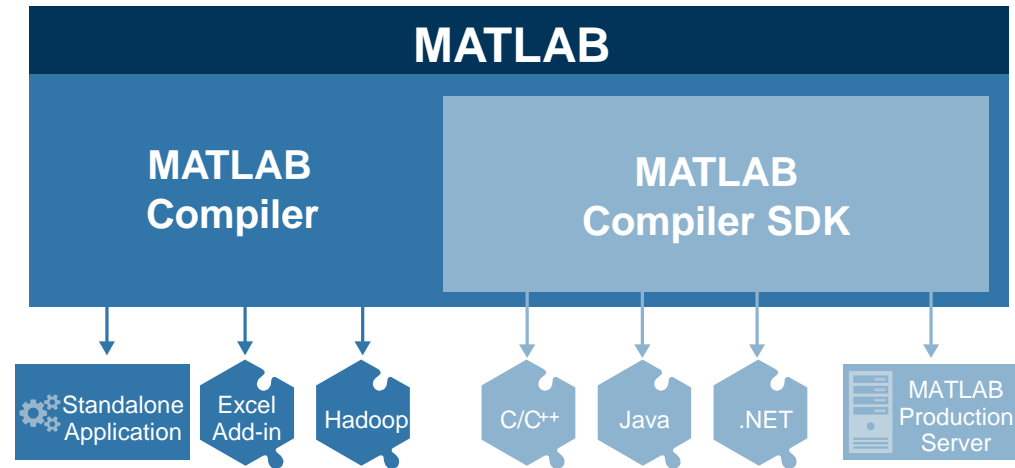 MATLAB
MATLAB
Compiler
MATLAB
Compiler SDK
Standalone
Application
Excel
Add-in
Hadoop
C/C++
Java
.NET
MATLAB
Production
Server